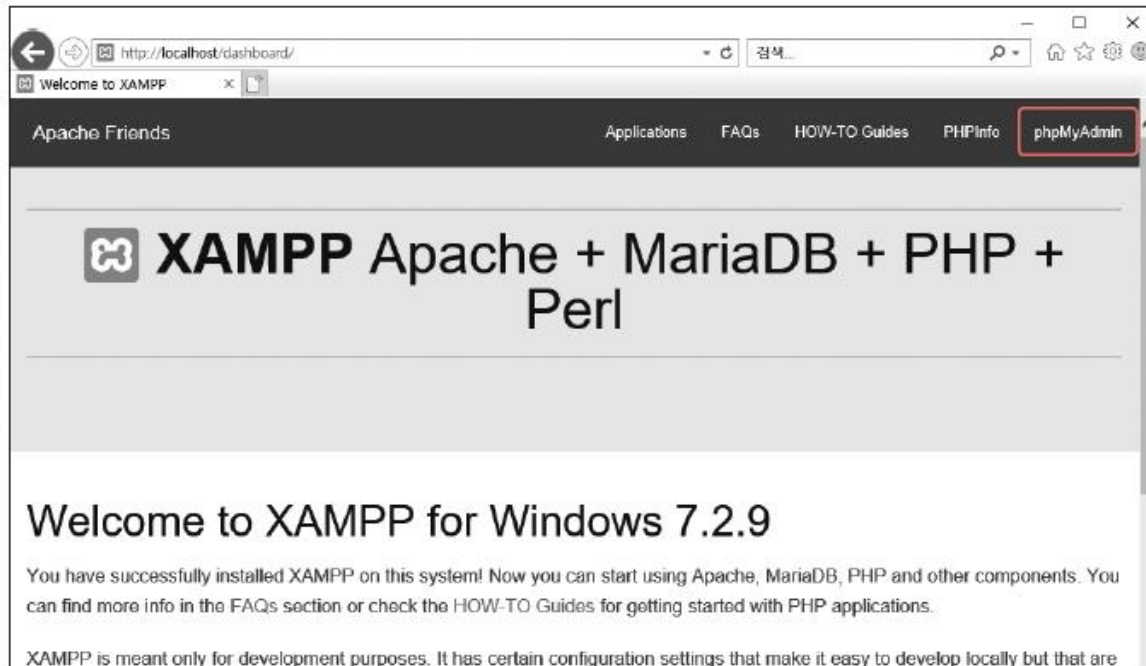 http://localhost/dashboard/
검색...
Welcome to XAMPP
Apache Friends
Applications
FAQs
HOW-TO Guides
PHPInfo
phpMyAdmin
XAMPP Apache + MariaDB + PHP +
Perl
Welcome to XAMPP for Windows 7.2.9
You have successfully installed XAMPP on this system! Now you can start using Apache, MariaDB, PHP and other components. You
can find more info in the FAQs section or check the HOW-TO Guides for getting started with PHP applications.
XAMPP is meant only for development purposes. It has certain configuration settings that make it easy to develop locally but that are